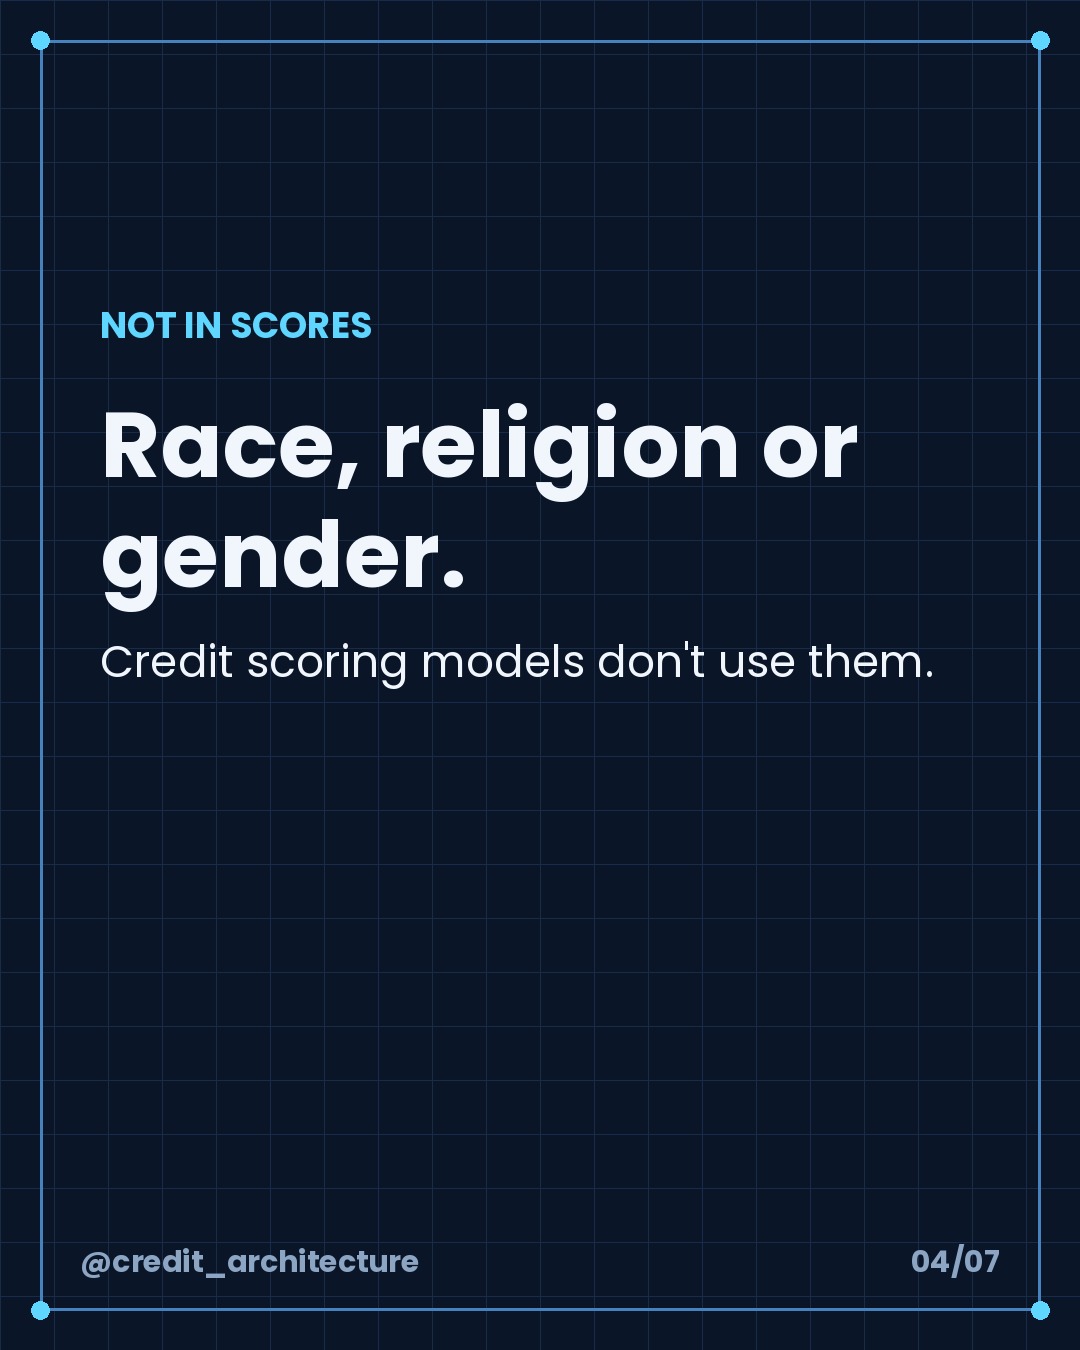 NOT IN SCORES
Race, religion or
gender.
Credit scoring models don't use them.
@credit_architecture
04/07